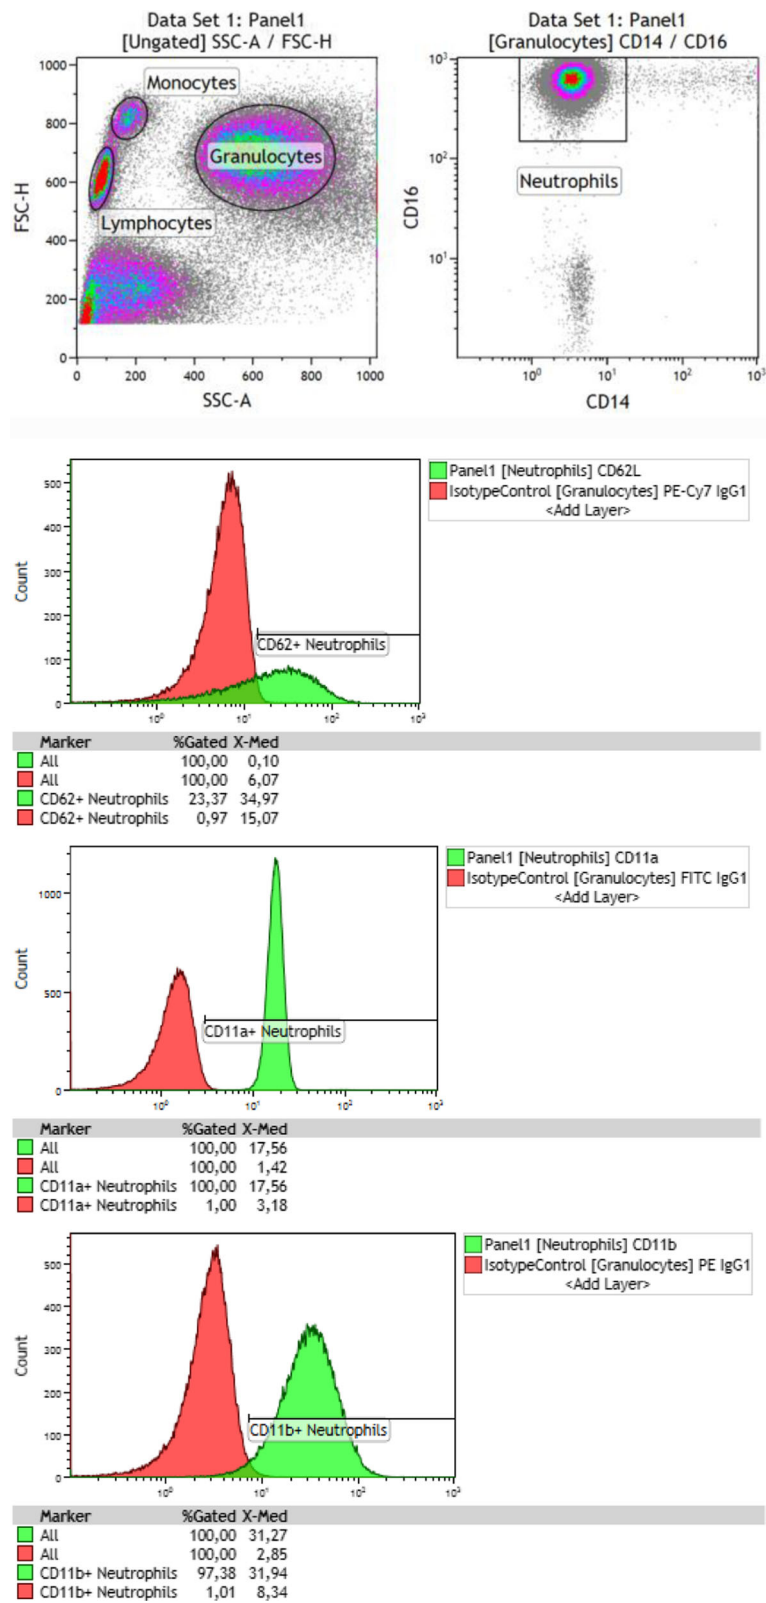 Data Set 1: Panel1
[Ungated] SSC-A / FSC-H
1000
800
600
400
200
0
FSC-H
Monocytes
Granulocytes
Lymphocytes
0 200 400 600 800 1000
SSC-A
Data Set 1: Panel1
[Granulocytes] CD14 / CD16
10³
10²
10¹
CD16
Neutrophils
10⁰ 10¹ 10² 10³
CD14
Panel1 [Neutrophils] CD62L
IsotypeControl [Granulocytes] PE-Cy7 IgG1
<Add Layer>
500
400
300
200
100
0
Count
CD62+ Neutrophils
10⁰ 10¹ 10² 10³
Marker %Gated X-Med
All 100,00 0,10
All 100,00 6,07
CD62+ Neutrophils 23,37 34,97
CD62+ Neutrophils 0,97 15,07
Panel1 [Neutrophils] CD11a
IsotypeControl [Granulocytes] FITC IgG1
<Add Layer>
1000
500
0
Count
CD11a+ Neutrophils
10⁰ 10¹ 10² 10³
Marker %Gated X-Med
All 100,00 17,56
All 100,00 1,42
CD11a+ Neutrophils 100,00 17,56
CD11a+ Neutrophils 1,00 3,18
Panel1 [Neutrophils] CD11b
IsotypeControl [Granulocytes] PE IgG1
<Add Layer>
500
400
300
200
100
0
Count
CD11b+ Neutrophils
10⁰ 10¹ 10² 10³
Marker %Gated X-Med
All 100,00 31,27
All 100,00 2,85
CD11b+ Neutrophils 97,38 31,94
CD11b+ Neutrophils 1,01 8,34